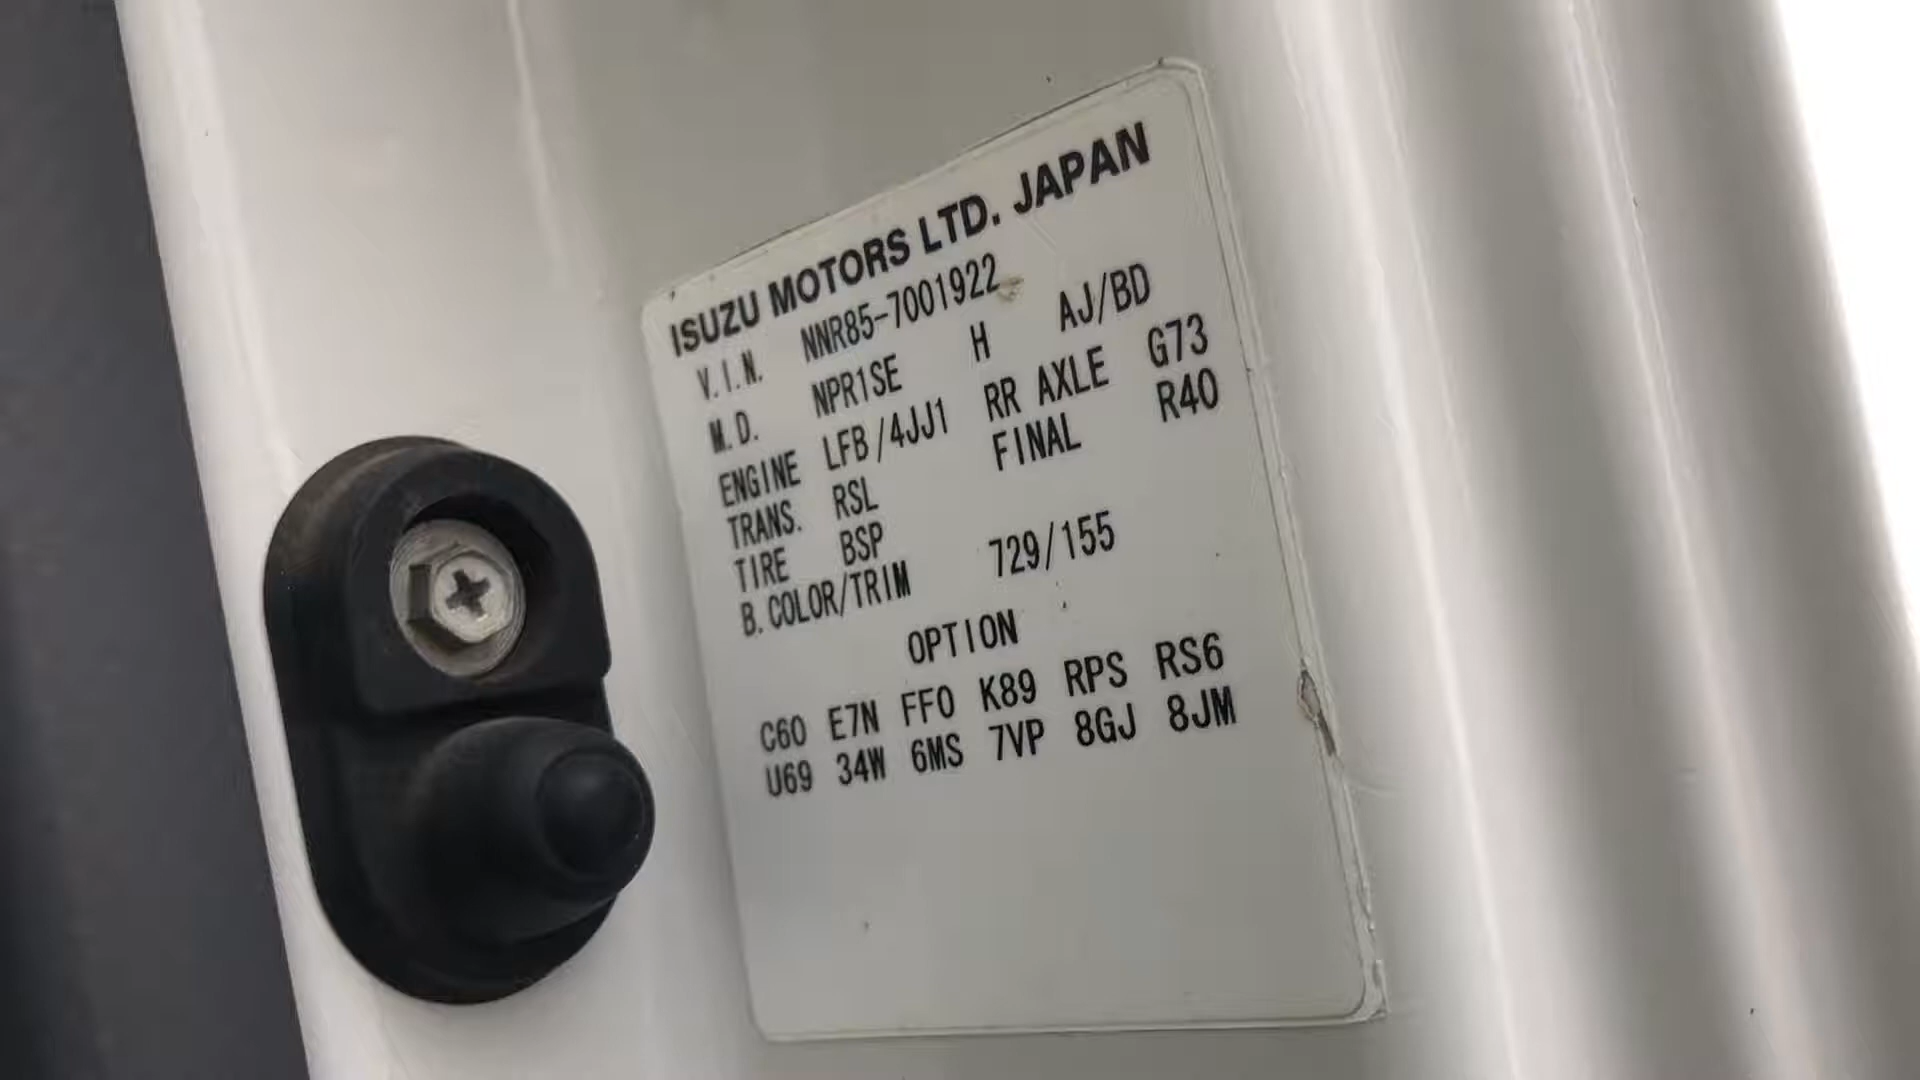 ISUZU MOTORS LTD. JAPAN
V.I.N. NNR85-7001922
M.D. NPR1SE H AJ/BD
ENGINE LFB/4JJ1 RR AXLE G73
TRANS. RSL FINAL R40
TIRE BSP
B.COLOR/TRIM 729/155
OPTION
C60 E7N FF0 K89 RPS RS6
U69 34W 6MS 7VP 8GJ 8JM